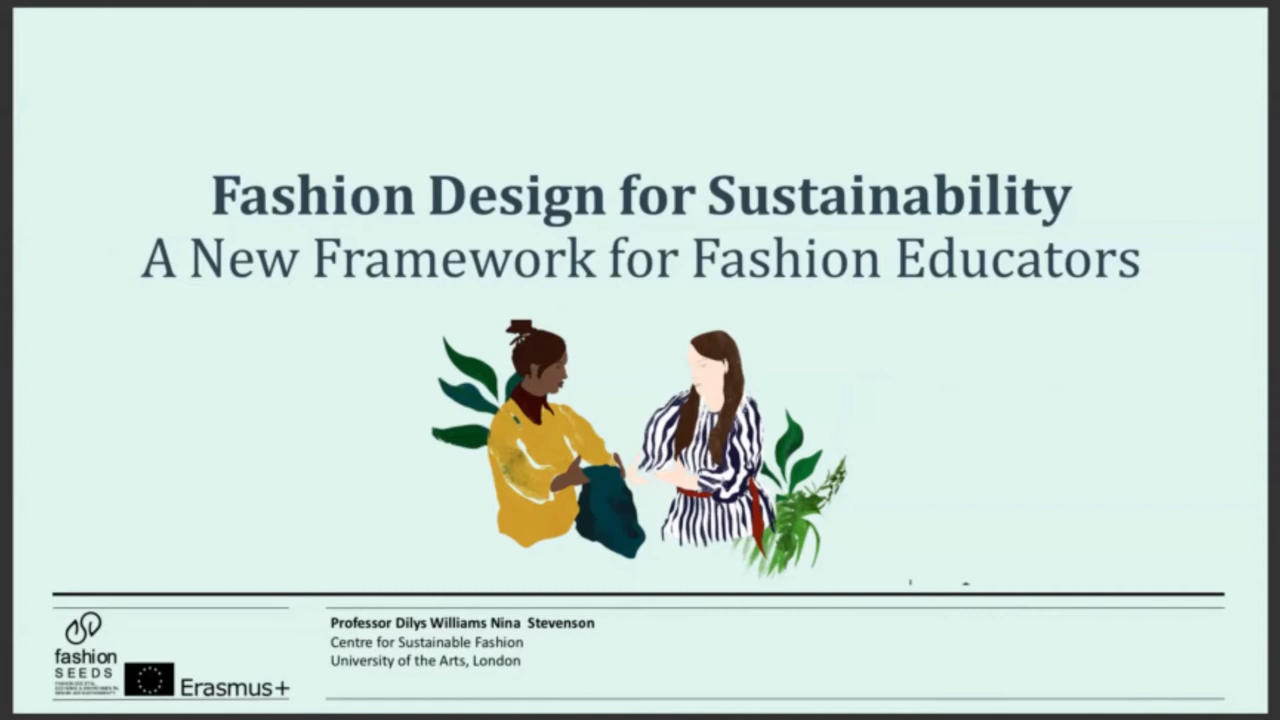 Fashion Design for Sustainability
A New Framework for Fashion Educators
Professor Dilys Williams Nina Stevenson
Centre for Sustainable Fashion
University of the Arts, London
fashion
SEEDS
Erasmus+